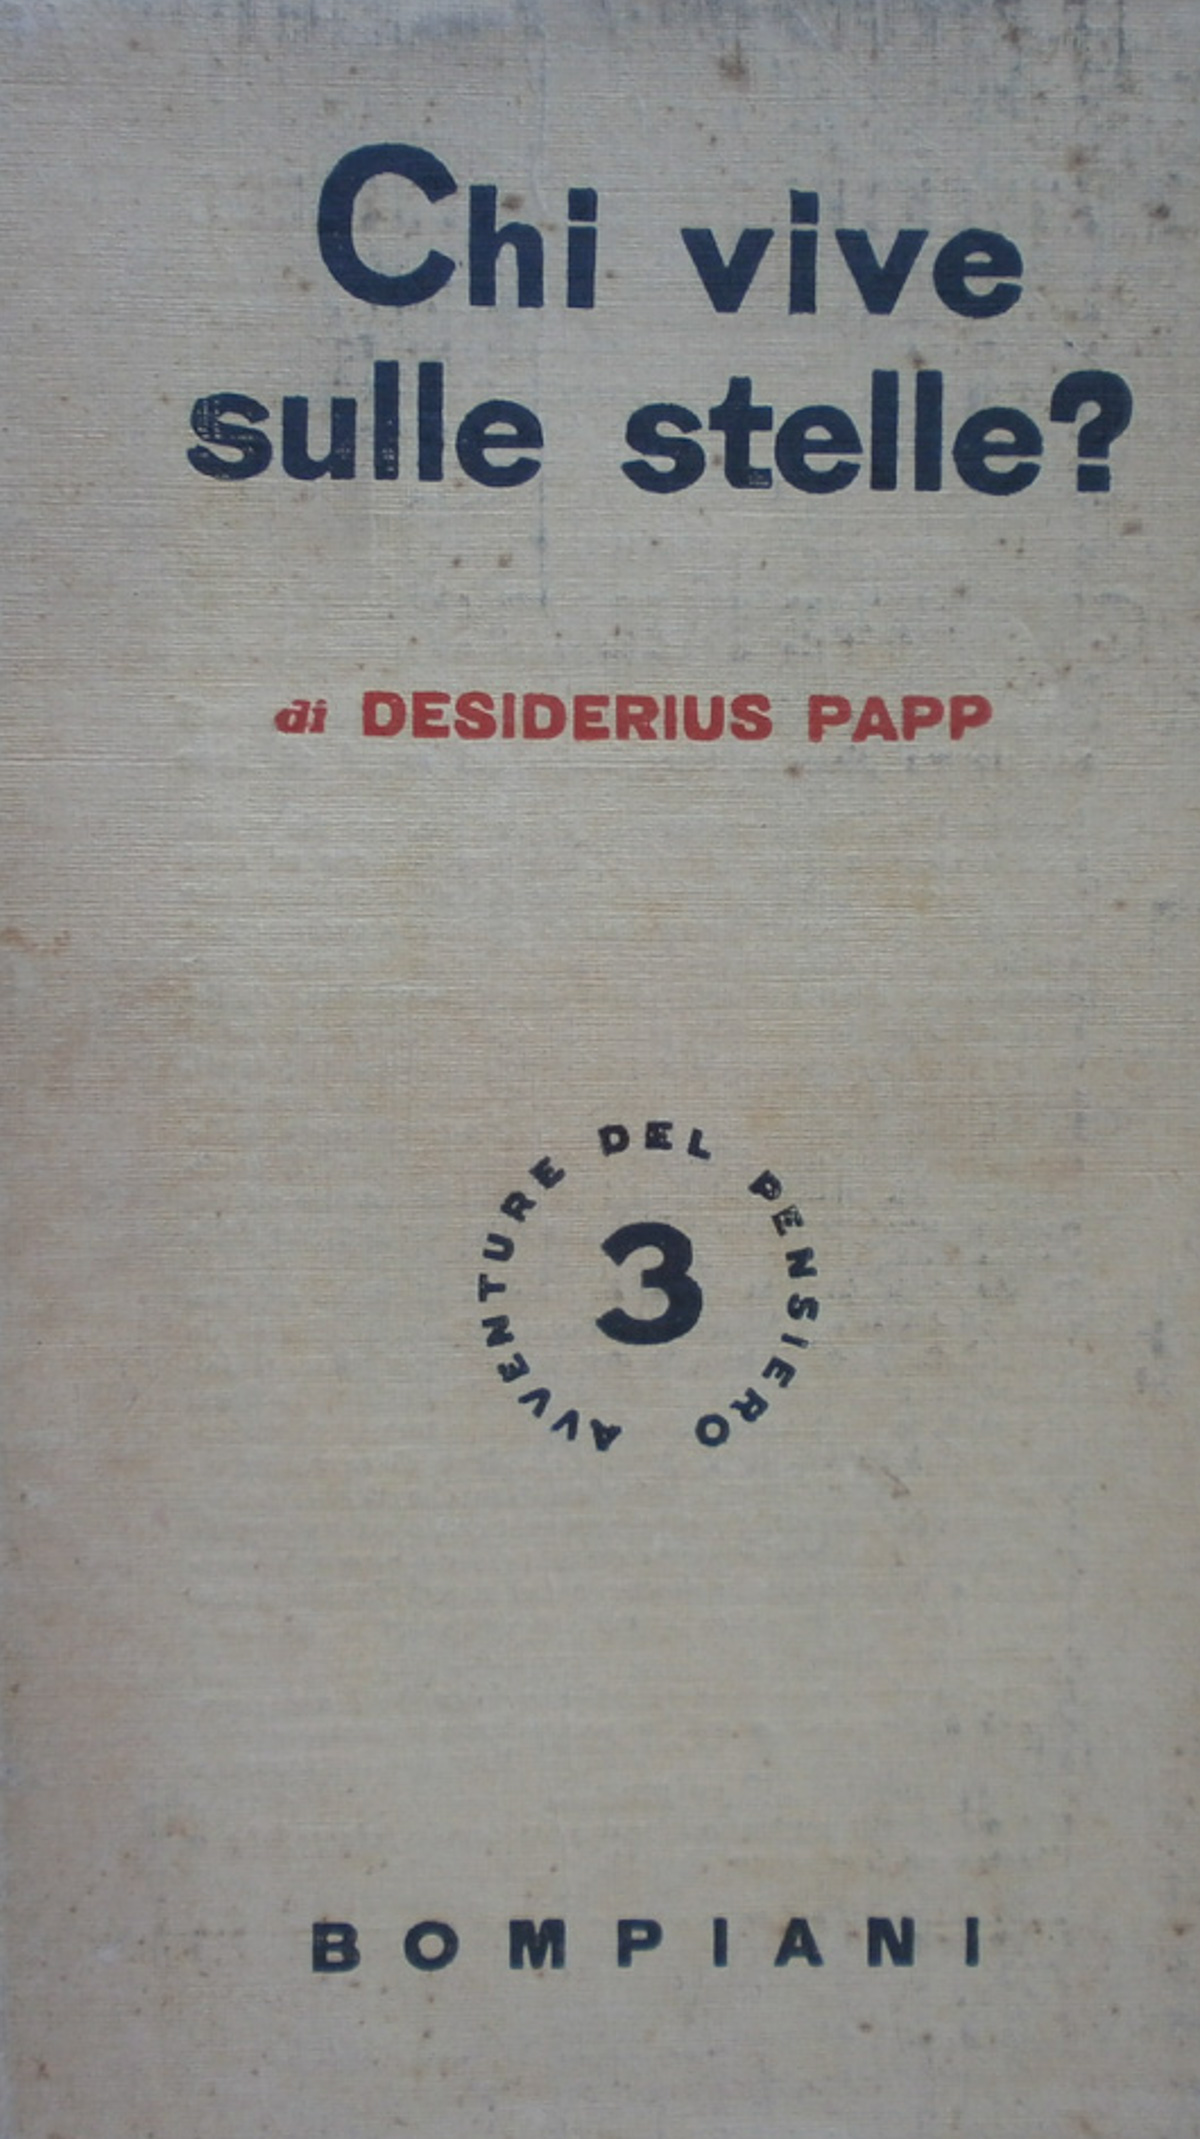 Chi vive
sulle stelle?
di DESIDERIUS PAPP
AVVENTURE DEL PENSIERO
3
BOMPIANI